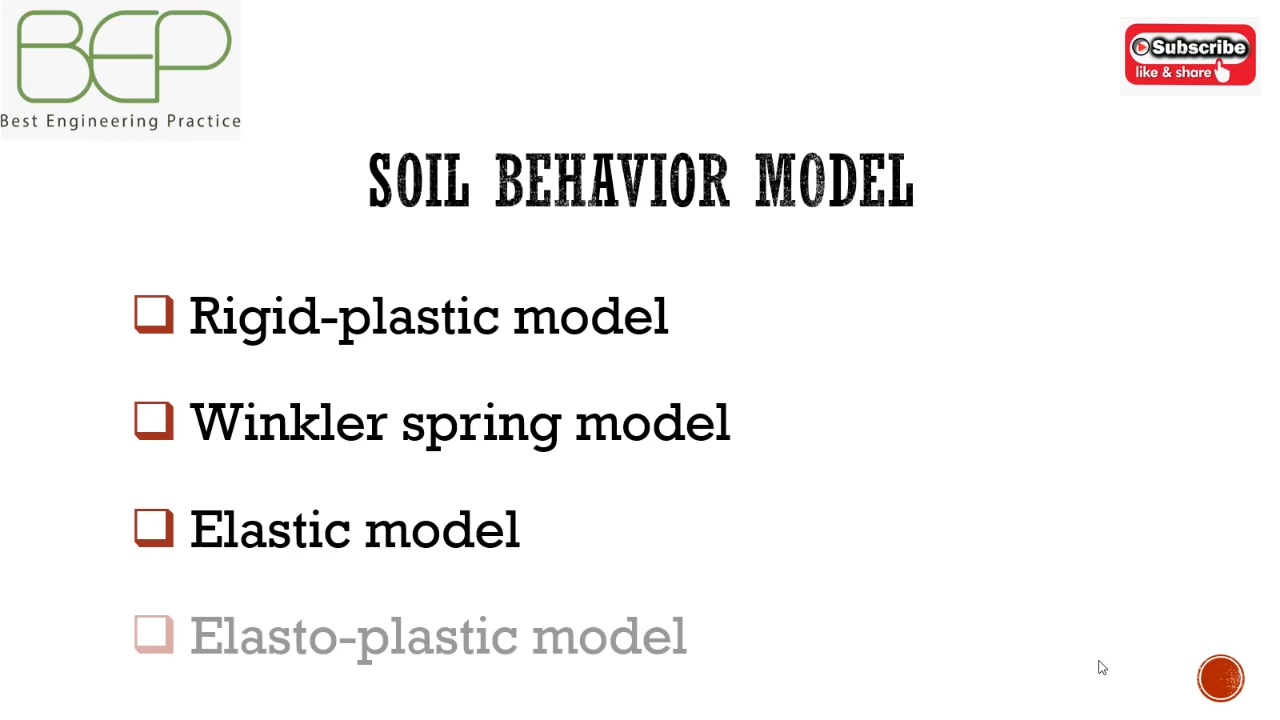 BEP
Best Engineering Practice
Subscribe
like & share
SOIL BEHAVIOR MODEL
Rigid-plastic model
Winkler spring model
Elastic model
Elasto-plastic model